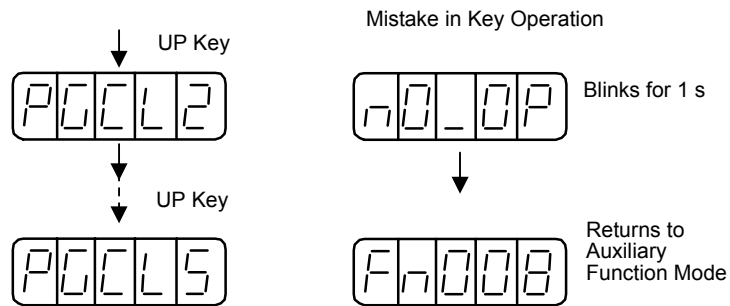 Mistake in Key Operation
UP Key
PGCL2
UP Key
PGCL5
nO_OP
Blinks for 1 s
Fn008
Returns to
Auxiliary
Function Mode